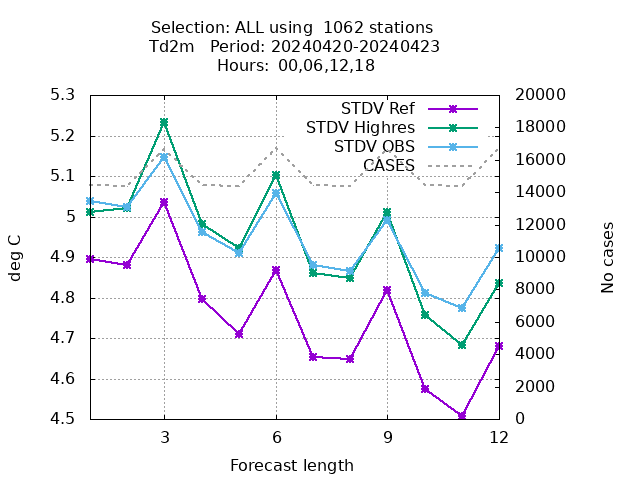 Selection: ALL using  1062 stations
Td2m   Period: 20240420-20240423
Hours:  00,06,12,18
STDV Ref
STDV Highres
STDV OBS
CASES
5.3
5.2
5.1
5
4.9
4.8
4.7
4.6
4.5
20000
18000
16000
14000
12000
10000
8000
6000
4000
2000
0
deg C
No cases
3 6 9 12
Forecast length